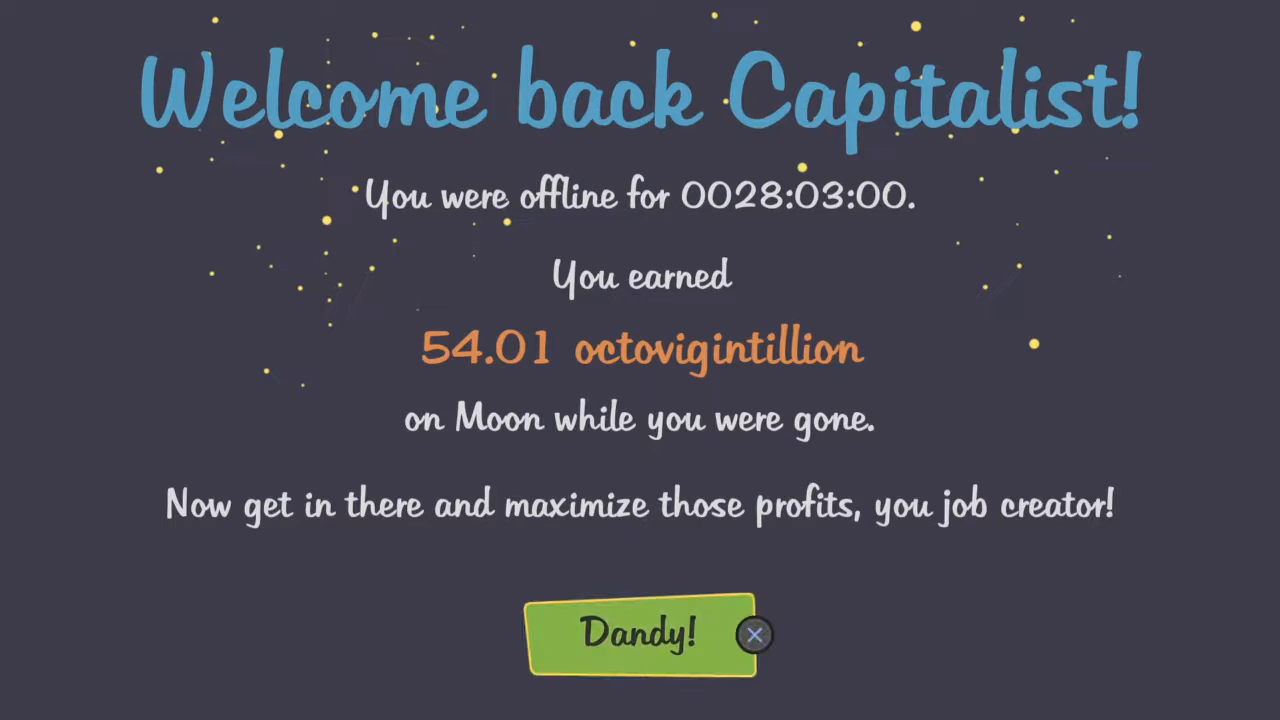 Welcome back Capitalist!
You were offline for 0028:03:00.
You earned
54.01 octovigintillion
on Moon while you were gone.
Now get in there and maximize those profits, you job creator!
Dandy!